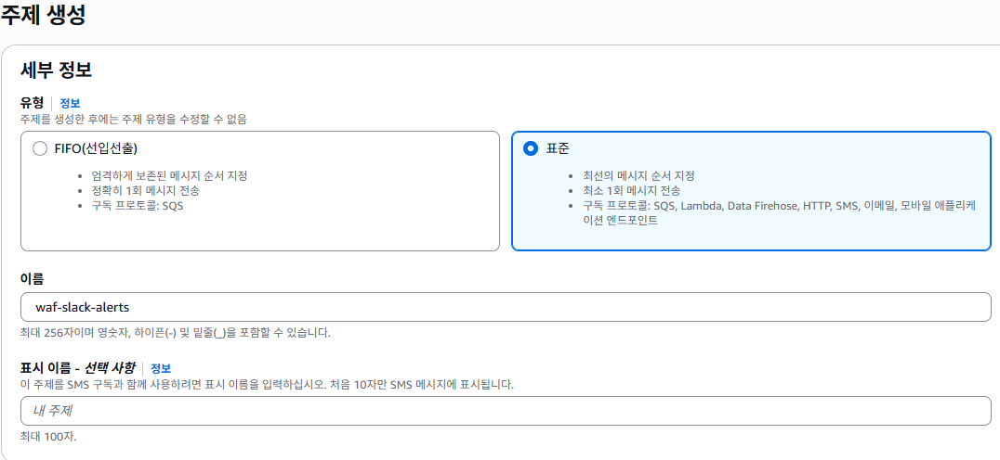 주제 생성
세부 정보
유형 정보
주제를 생성한 후에는 주제 유형을 수정할 수 없음
FIFO(선입선출)
엄격하게 보존된 메시지 순서 지정
정확히 1회 메시지 전송
구독 프로토콜: SQS
표준
최선의 메시지 순서 지정
최소 1회 메시지 전송
구독 프로토콜: SQS, Lambda, Data Firehose, HTTP, SMS, 이메일, 모바일 애플리케
이션 엔드포인트
이름
waf-slack-alerts
최대 256자이며 영숫자, 하이픈(-) 및 밑줄(_)을 포함할 수 있습니다.
표시 이름 - 선택 사항 정보
이 주제를 SMS 구독과 함께 사용하려면 표시 이름을 입력하십시오. 처음 10자만 SMS 메시지에 표시됩니다.
내 주제
최대 100자.